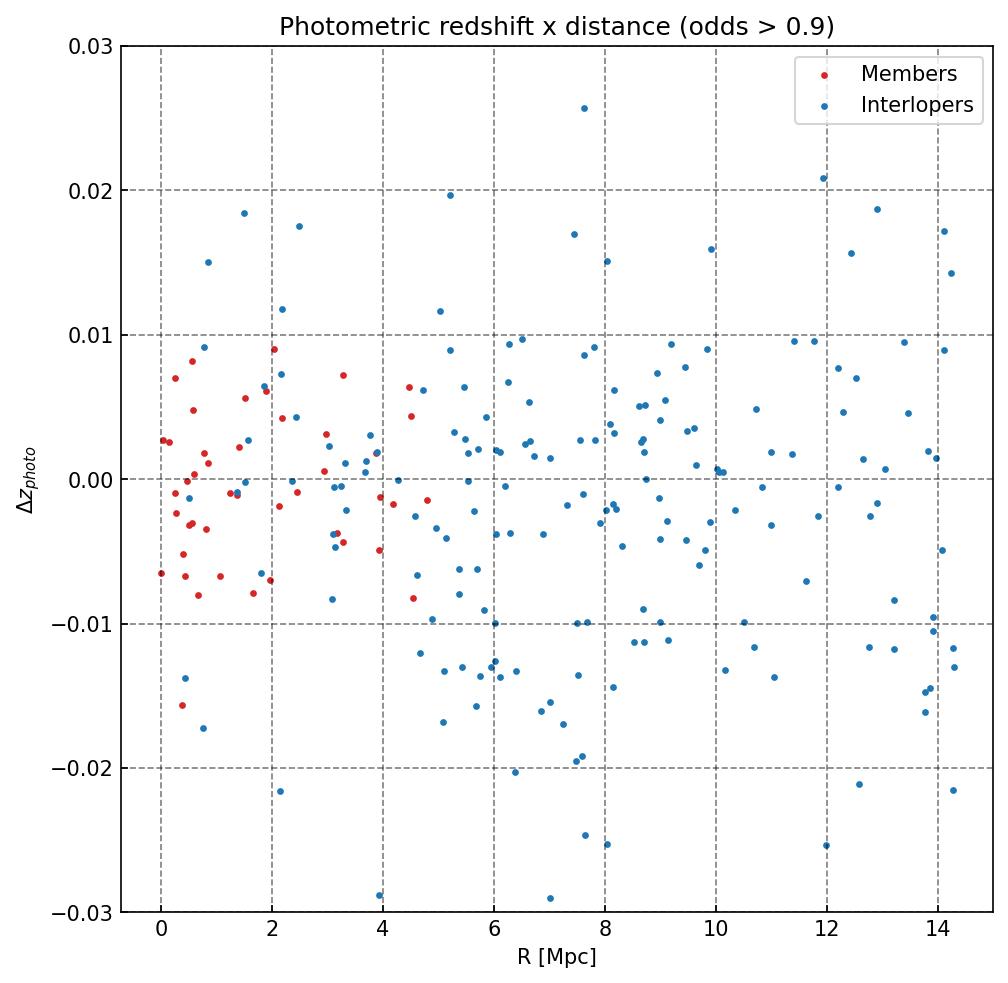 Photometric redshift x distance (odds > 0.9)
Members
Interlopers
0.03
0.02
0.01
0.00
−0.01
−0.02
−0.03
Δz_photo
0 2 4 6 8 10 12 14
R [Mpc]